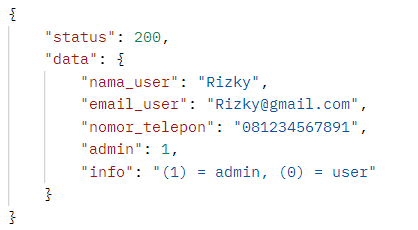 {
    "status": 200,
    "data": {
        "nama_user": "Rizky",
        "email_user": "Rizky@gmail.com",
        "nomor_telepon": "081234567891",
        "admin": 1,
        "info": "(1) = admin, (0) = user"
    }
}